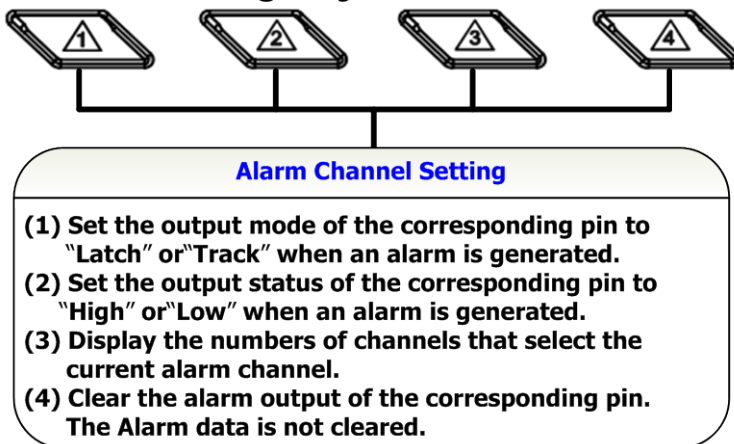 1 2 3 4
Alarm Channel Setting
(1) Set the output mode of the corresponding pin to
“Latch” or“Track” when an alarm is generated.
(2) Set the output status of the corresponding pin to
“High” or“Low” when an alarm is generated.
(3) Display the numbers of channels that select the
current alarm channel.
(4) Clear the alarm output of the corresponding pin.
The Alarm data is not cleared.